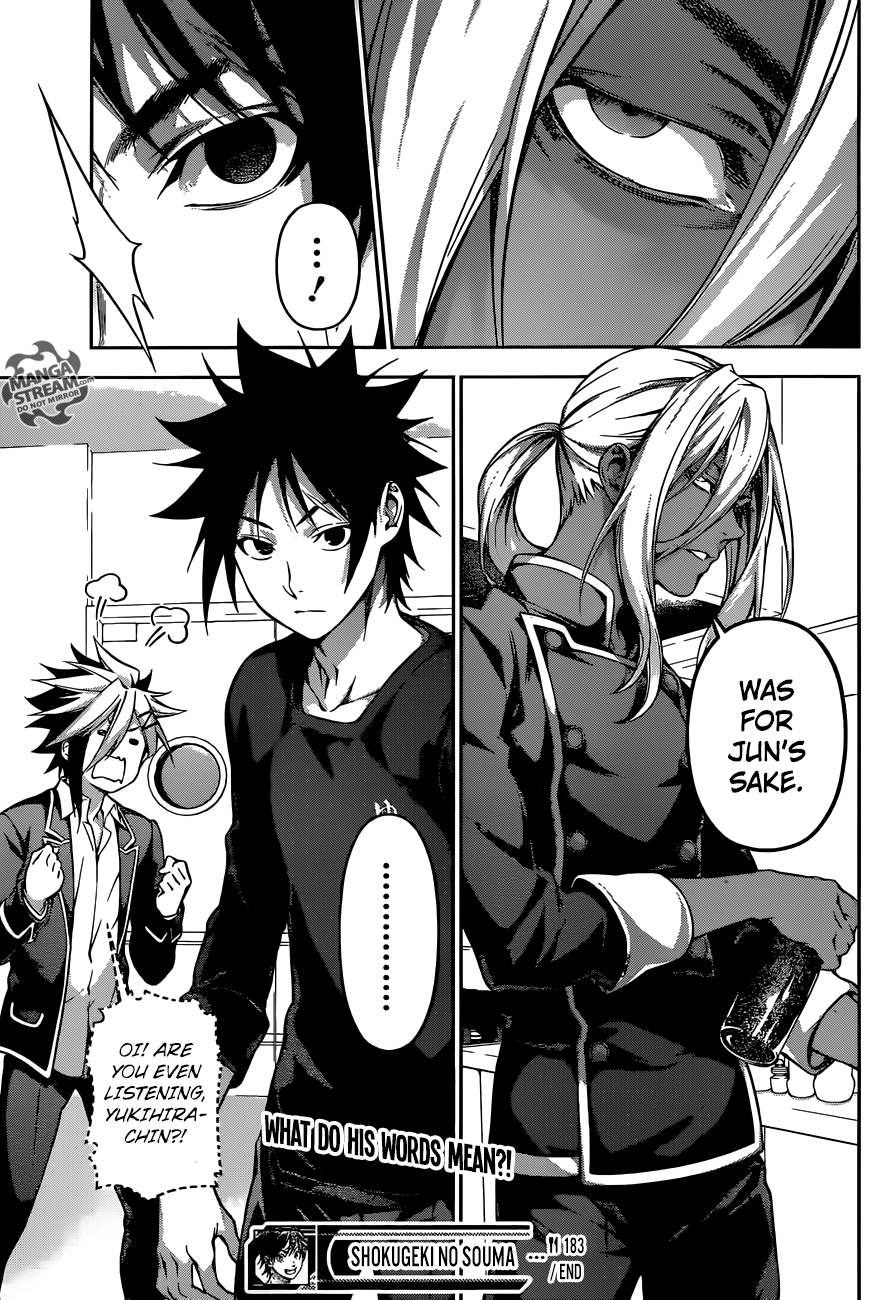 ...!
WAS
FOR
JUN'S
SAKE.
MANGA
STREAM.com
DO NOT MIRROR
..........
OI! ARE
YOU EVEN
LISTENING,
YUKIHIRA-
CHIN?!
WHAT DO HIS WORDS MEAN?!
SHOKUGEKI NO SOUMA ... 183
/ END